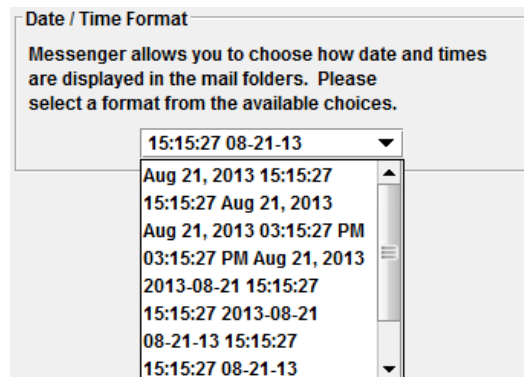 Date / Time Format
Messenger allows you to choose how date and times
are displayed in the mail folders. Please
select a format from the available choices.
15:15:27 08-21-13
Aug 21, 2013 15:15:27
15:15:27 Aug 21, 2013
Aug 21, 2013 03:15:27 PM
03:15:27 PM Aug 21, 2013
2013-08-21 15:15:27
15:15:27 2013-08-21
08-21-13 15:15:27
15:15:27 08-21-13